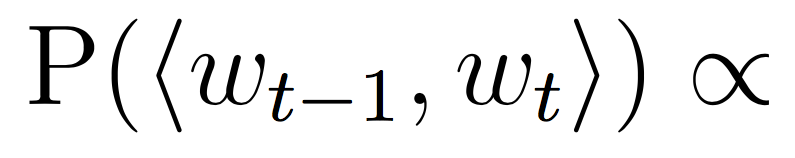 P(⟨w_{t−1}, w_t⟩) ∝